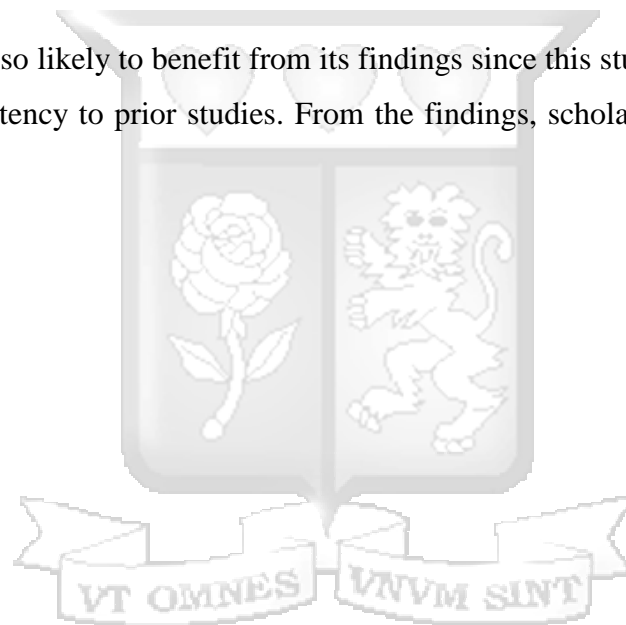 so likely to benefit from its findings since this stu
tency to prior studies. From the findings, schola
VT OMNES VNVM SINT